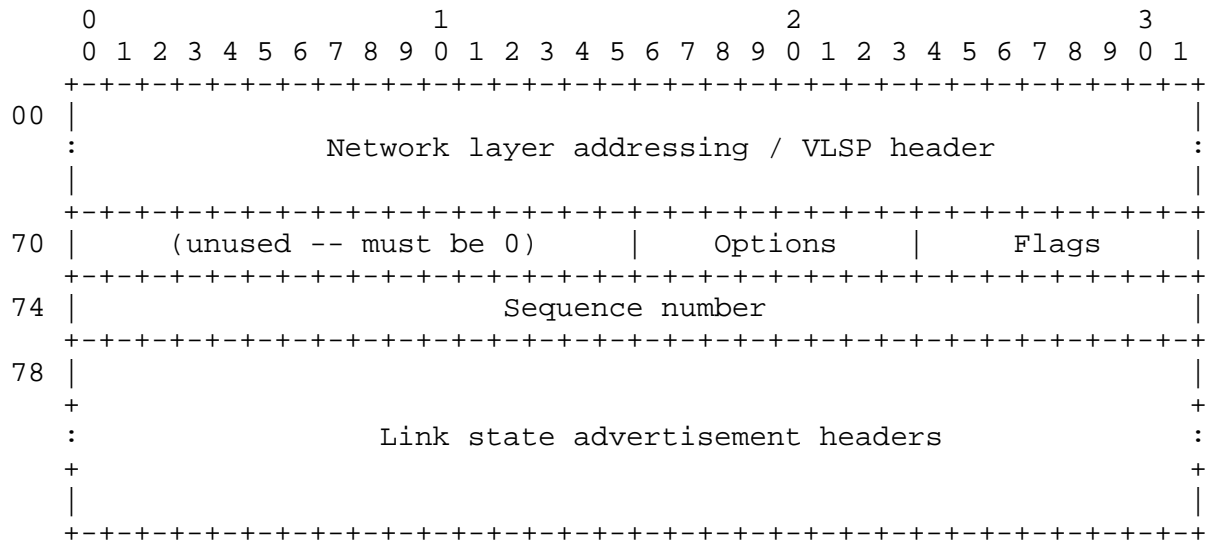 0                   1                   2                   3
    0 1 2 3 4 5 6 7 8 9 0 1 2 3 4 5 6 7 8 9 0 1 2 3 4 5 6 7 8 9 0 1
   +-+-+-+-+-+-+-+-+-+-+-+-+-+-+-+-+-+-+-+-+-+-+-+-+-+-+-+-+-+-+-+-+
00 |                                                               |
   :              Network layer addressing / VLSP header           :
   |                                                               |
   +-+-+-+-+-+-+-+-+-+-+-+-+-+-+-+-+-+-+-+-+-+-+-+-+-+-+-+-+-+-+-+-+
70 |     (unused -- must be 0)     |    Options    |     Flags     |
   +-+-+-+-+-+-+-+-+-+-+-+-+-+-+-+-+-+-+-+-+-+-+-+-+-+-+-+-+-+-+-+-+
74 |                        Sequence number                        |
   +-+-+-+-+-+-+-+-+-+-+-+-+-+-+-+-+-+-+-+-+-+-+-+-+-+-+-+-+-+-+-+-+
78 |                                                               |
   +                                                               +
   :                 Link state advertisement headers              :
   +                                                               +
   |                                                               |
   +-+-+-+-+-+-+-+-+-+-+-+-+-+-+-+-+-+-+-+-+-+-+-+-+-+-+-+-+-+-+-+-+